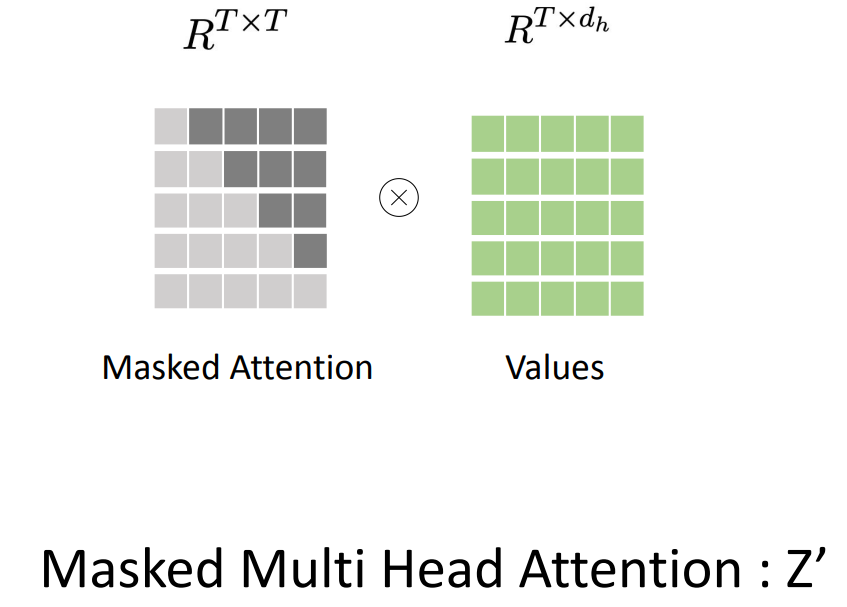 R^{T×T} R^{T×d_h}
⊗
Masked Attention Values
Masked Multi Head Attention : Z’